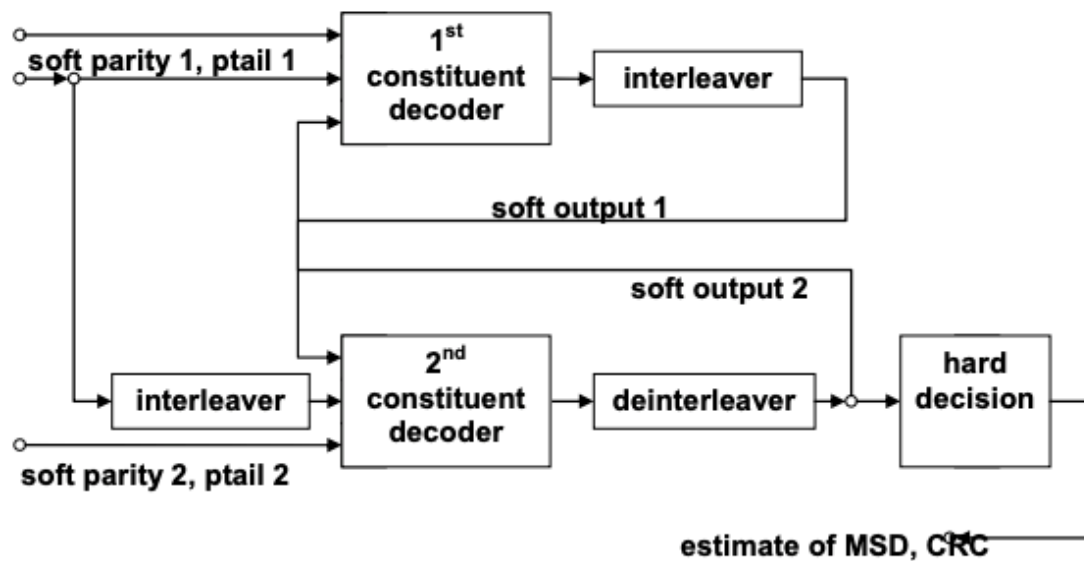 soft parity 1, ptail 1
1st
constituent
decoder
interleaver
soft output 1
soft output 2
interleaver
2nd
constituent
decoder
deinterleaver
hard
decision
soft parity 2, ptail 2
estimate of MSD, CRC